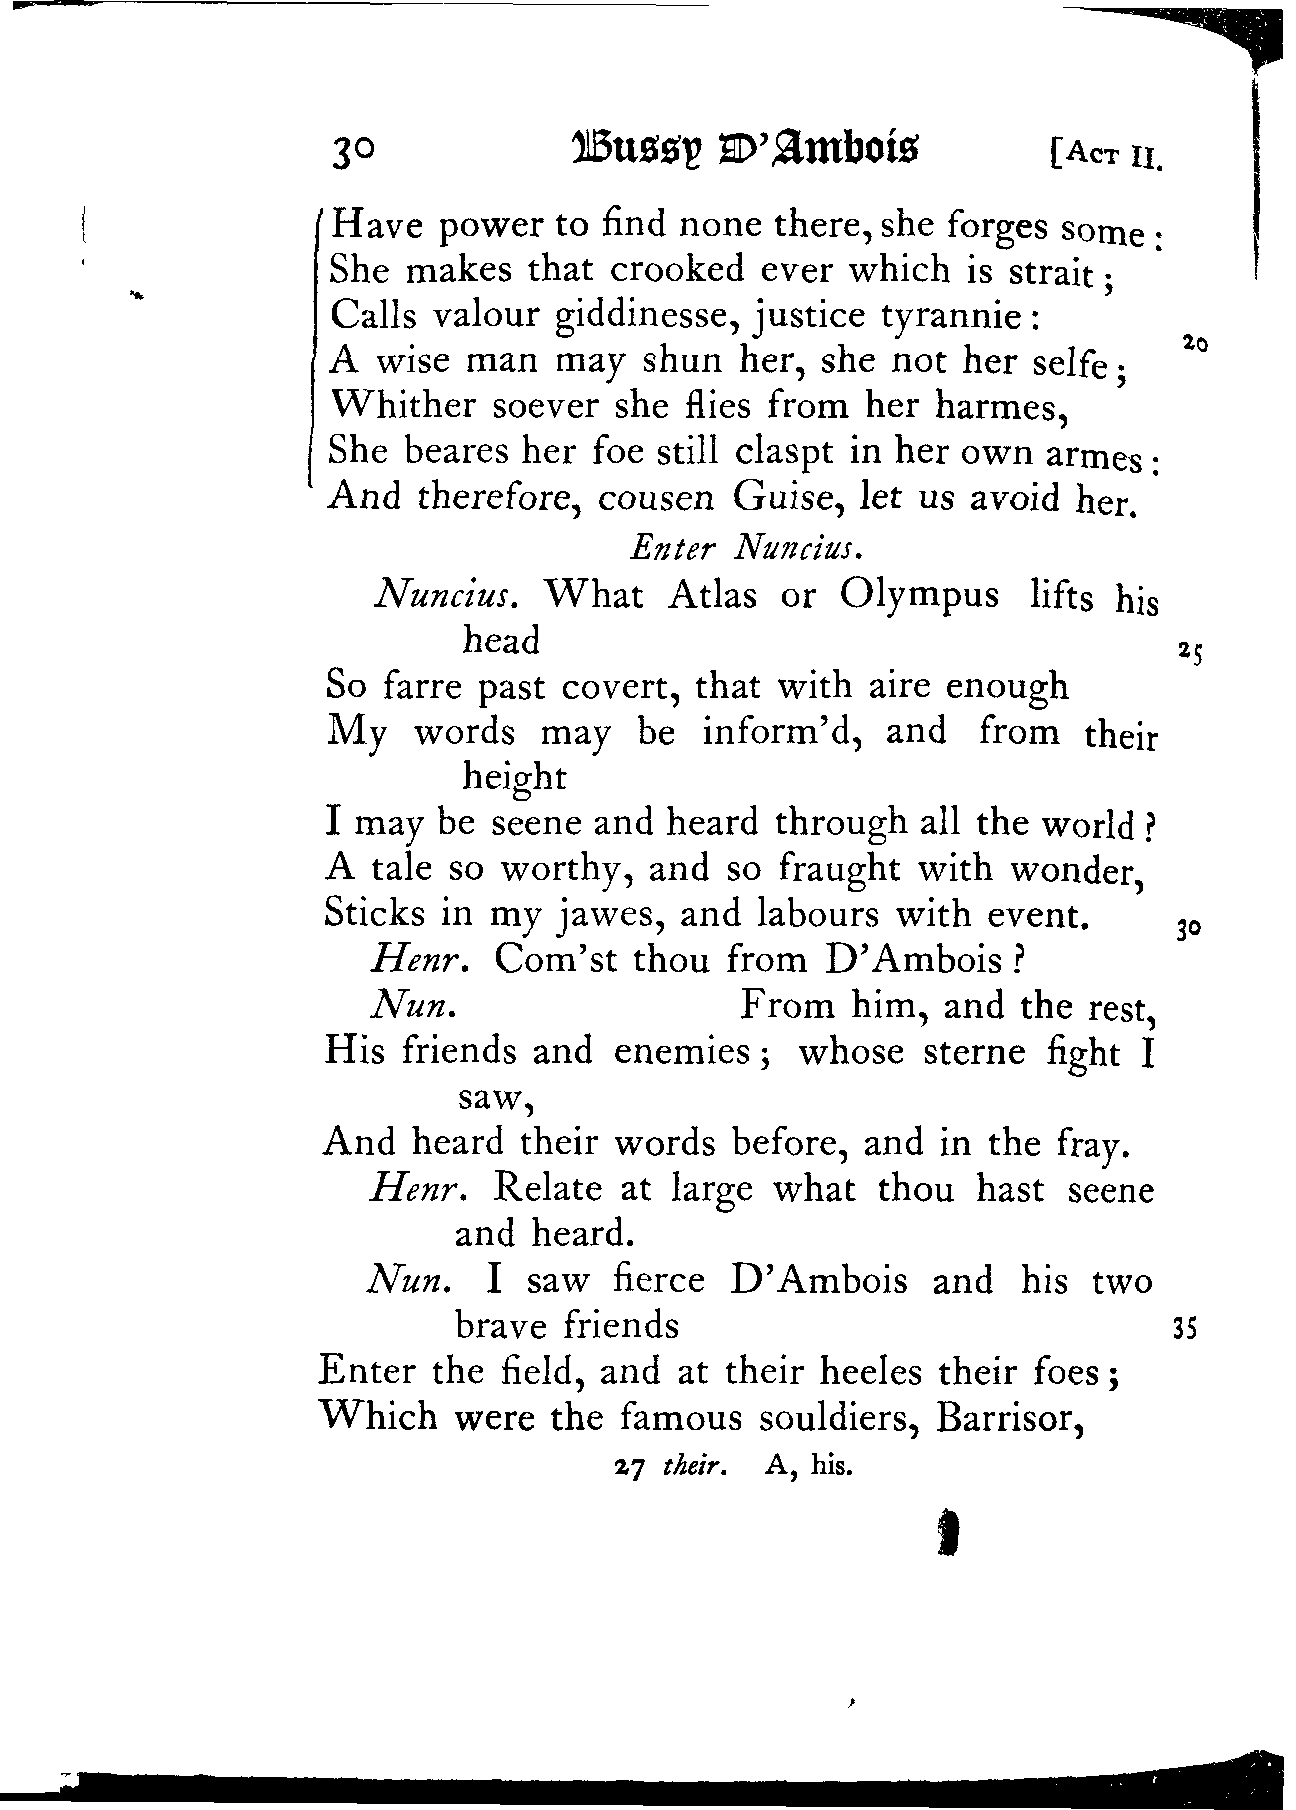 30 Bussy D'Ambois [ACT II.
Have power to find none there, she forges some :
She makes that crooked ever which is strait ;
Calls valour giddinesse, justice tyrannie :
A wise man may shun her, she not her selfe ; 20
Whither soever she flies from her harmes,
She beares her foe still claspt in her own armes :
And therefore, cousen Guise, let us avoid her.
Enter Nuncius.
Nuncius. What Atlas or Olympus lifts his
head 25
So farre past covert, that with aire enough
My words may be inform'd, and from their
height
I may be seene and heard through all the world ?
A tale so worthy, and so fraught with wonder,
Sticks in my jawes, and labours with event. 30
Henr. Com'st thou from D'Ambois ?
Nun. From him, and the rest,
His friends and enemies ; whose sterne fight I
saw,
And heard their words before, and in the fray.
Henr. Relate at large what thou hast seene
and heard.
Nun. I saw fierce D'Ambois and his two
brave friends 35
Enter the field, and at their heeles their foes ;
Which were the famous souldiers, Barrisor,
27 their. A, his.